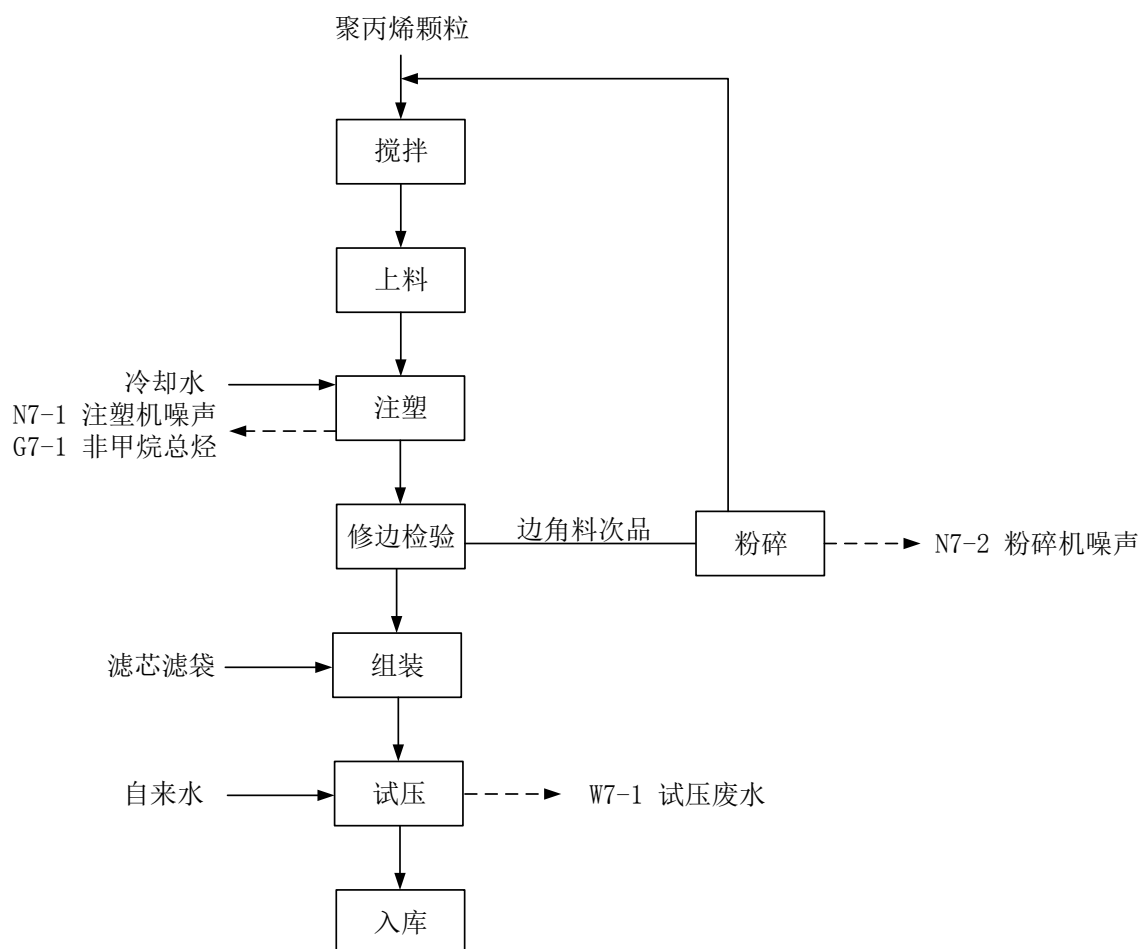 聚丙烯颗粒
搅拌
上料
冷却水
N7-1 注塑机噪声
G7-1 非甲烷总烃
注塑
修边检验
边角料次品
粉碎
N7-2 粉碎机噪声
滤芯滤袋
组装
自来水
试压
W7-1 试压废水
入库